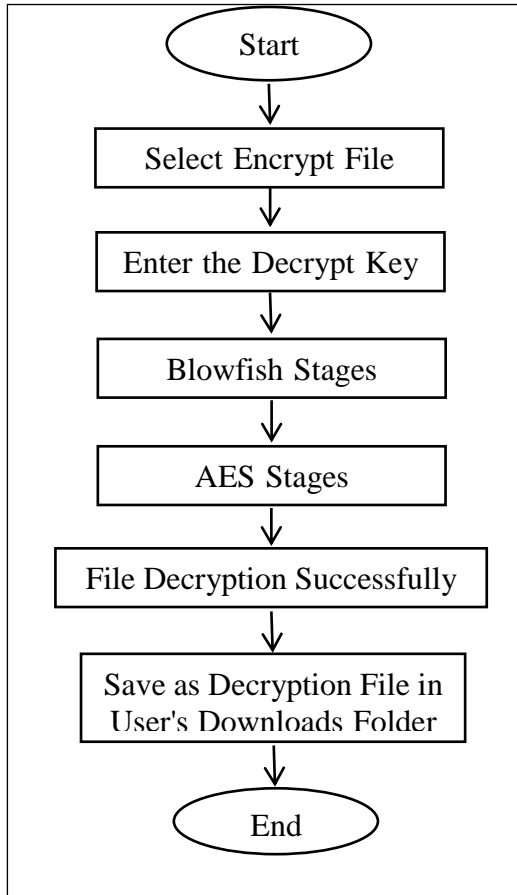 Start
Select Encrypt File
Enter the Decrypt Key
Blowfish Stages
AES Stages
File Decryption Successfully
Save as Decryption File in
User's Downloads Folder
End